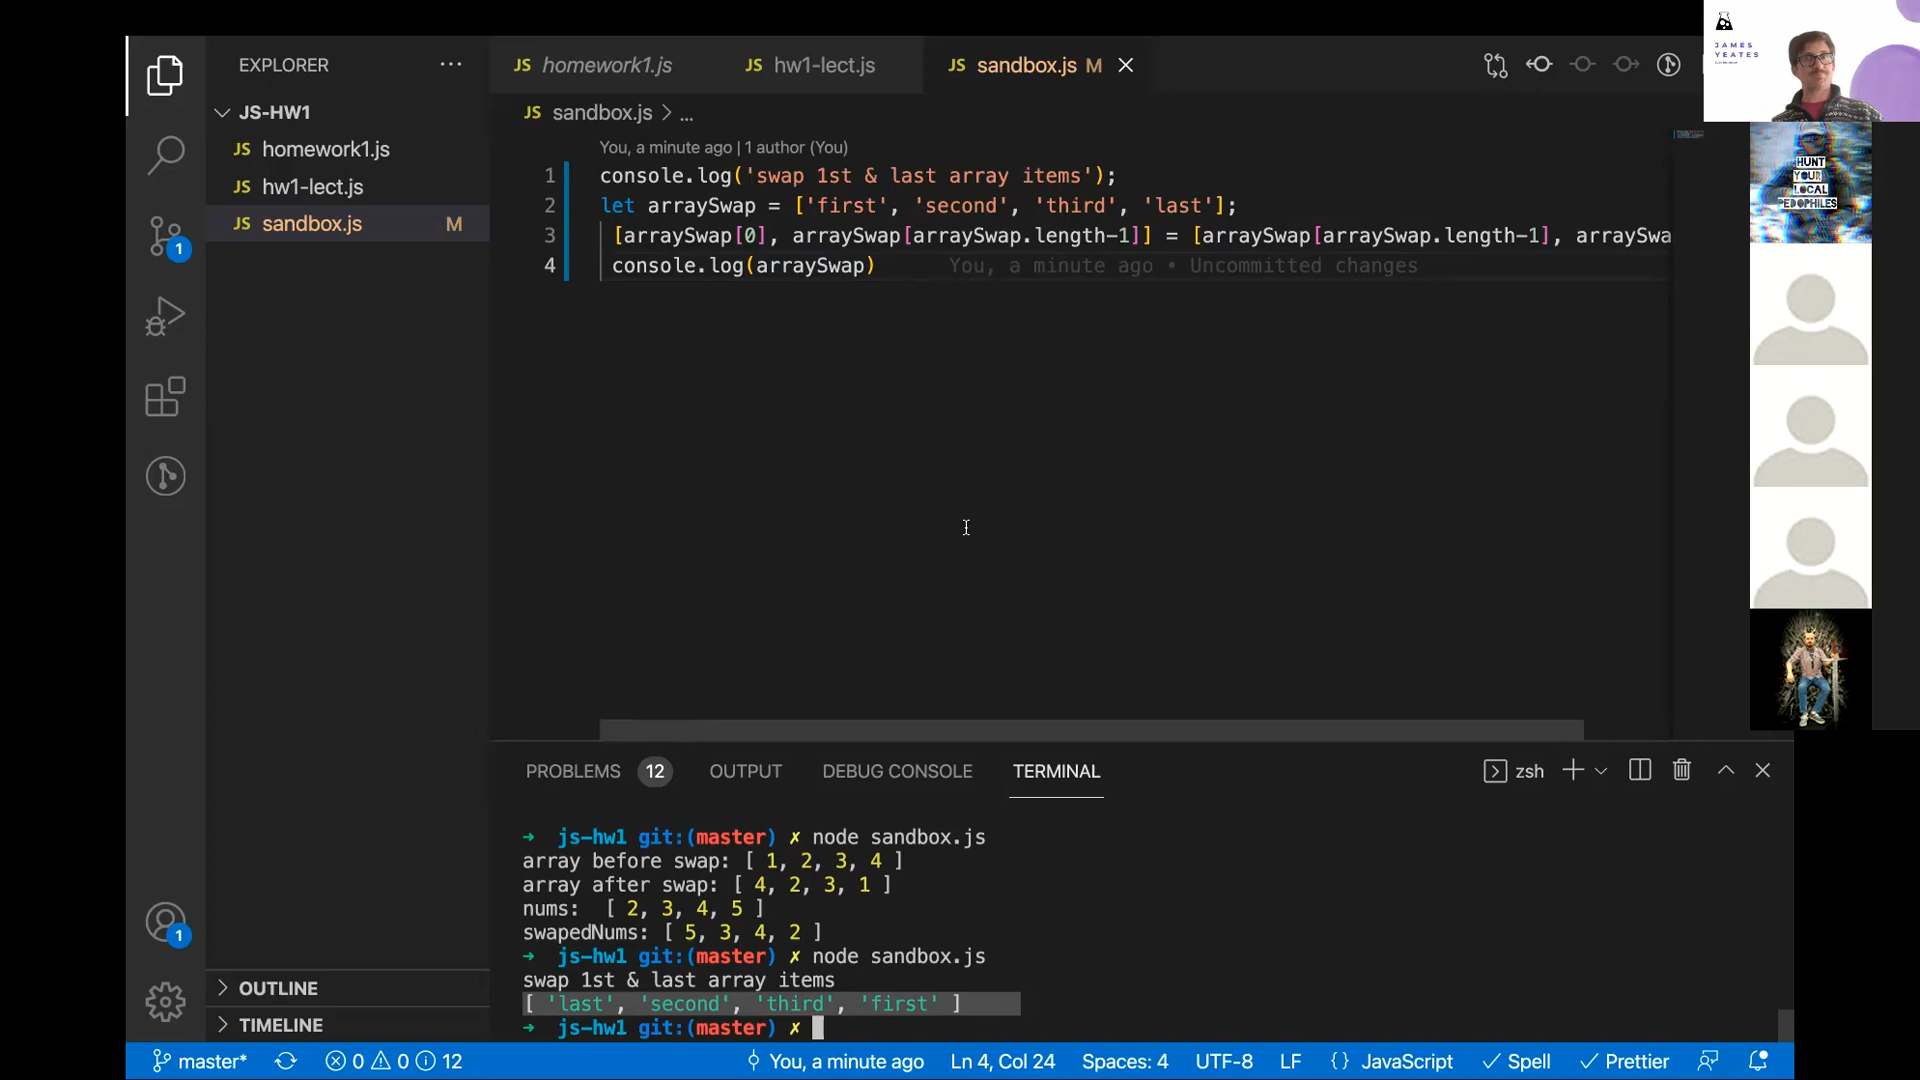 EXPLORER
JS-HW1
JS homework1.js
JS hw1-lect.js
JS sandbox.js M
OUTLINE
TIMELINE
JS homework1.js JS hw1-lect.js JS sandbox.js M
JS sandbox.js > ...
You, a minute ago | 1 author (You)
1 console.log('swap 1st & last array items');
2 let arraySwap = ['first', 'second', 'third', 'last'];
3 [arraySwap[0], arraySwap[arraySwap.length-1]] = [arraySwap[arraySwap.length-1], arraySwa
4 console.log(arraySwap) You, a minute ago • Uncommitted changes
1
1
PROBLEMS 12 OUTPUT DEBUG CONSOLE TERMINAL zsh
→ js-hw1 git:(master) ✗ node sandbox.js
array before swap: [ 1, 2, 3, 4 ]
array after swap: [ 4, 2, 3, 1 ]
nums: [ 2, 3, 4, 5 ]
swapedNums: [ 5, 3, 4, 2 ]
→ js-hw1 git:(master) ✗ node sandbox.js
swap 1st & last array items
[ 'last', 'second', 'third', 'first' ]
→ js-hw1 git:(master) ✗
master* 0 0 12 You, a minute ago Ln 4, Col 24 Spaces: 4 UTF-8 LF {} JavaScript Spell Prettier
JAMES
YEATES
HUNT
YOUR
LOCAL
PEDOPHILES